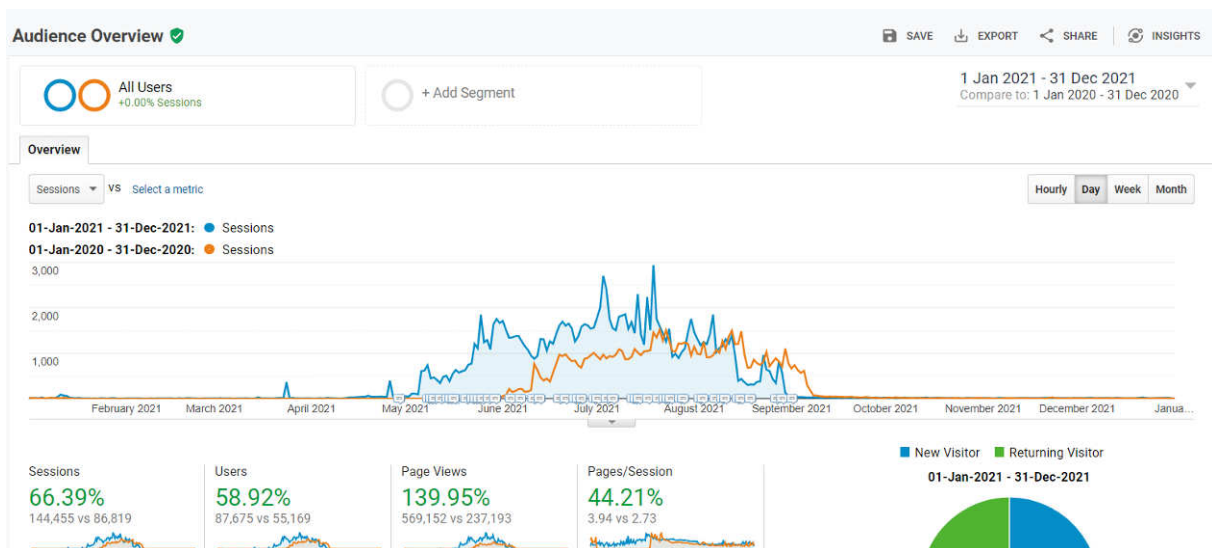 Audience Overview
SAVE EXPORT SHARE INSIGHTS
All Users
+0.00% Sessions
+ Add Segment
1 Jan 2021 - 31 Dec 2021
Compare to: 1 Jan 2020 - 31 Dec 2020
Overview
Sessions VS Select a metric
Hourly Day Week Month
01-Jan-2021 - 31-Dec-2021: Sessions
01-Jan-2020 - 31-Dec-2020: Sessions
3,000
2,000
1,000
February 2021 March 2021 April 2021 May 2021 June 2021 July 2021 August 2021 September 2021 October 2021 November 2021 December 2021 Janua...
New Visitor Returning Visitor
01-Jan-2021 - 31-Dec-2021
Sessions
66.39%
144,455 vs 86,819
Users
58.92%
87,675 vs 55,169
Page Views
139.95%
569,152 vs 237,193
Pages/Session
44.21%
3.94 vs 2.73